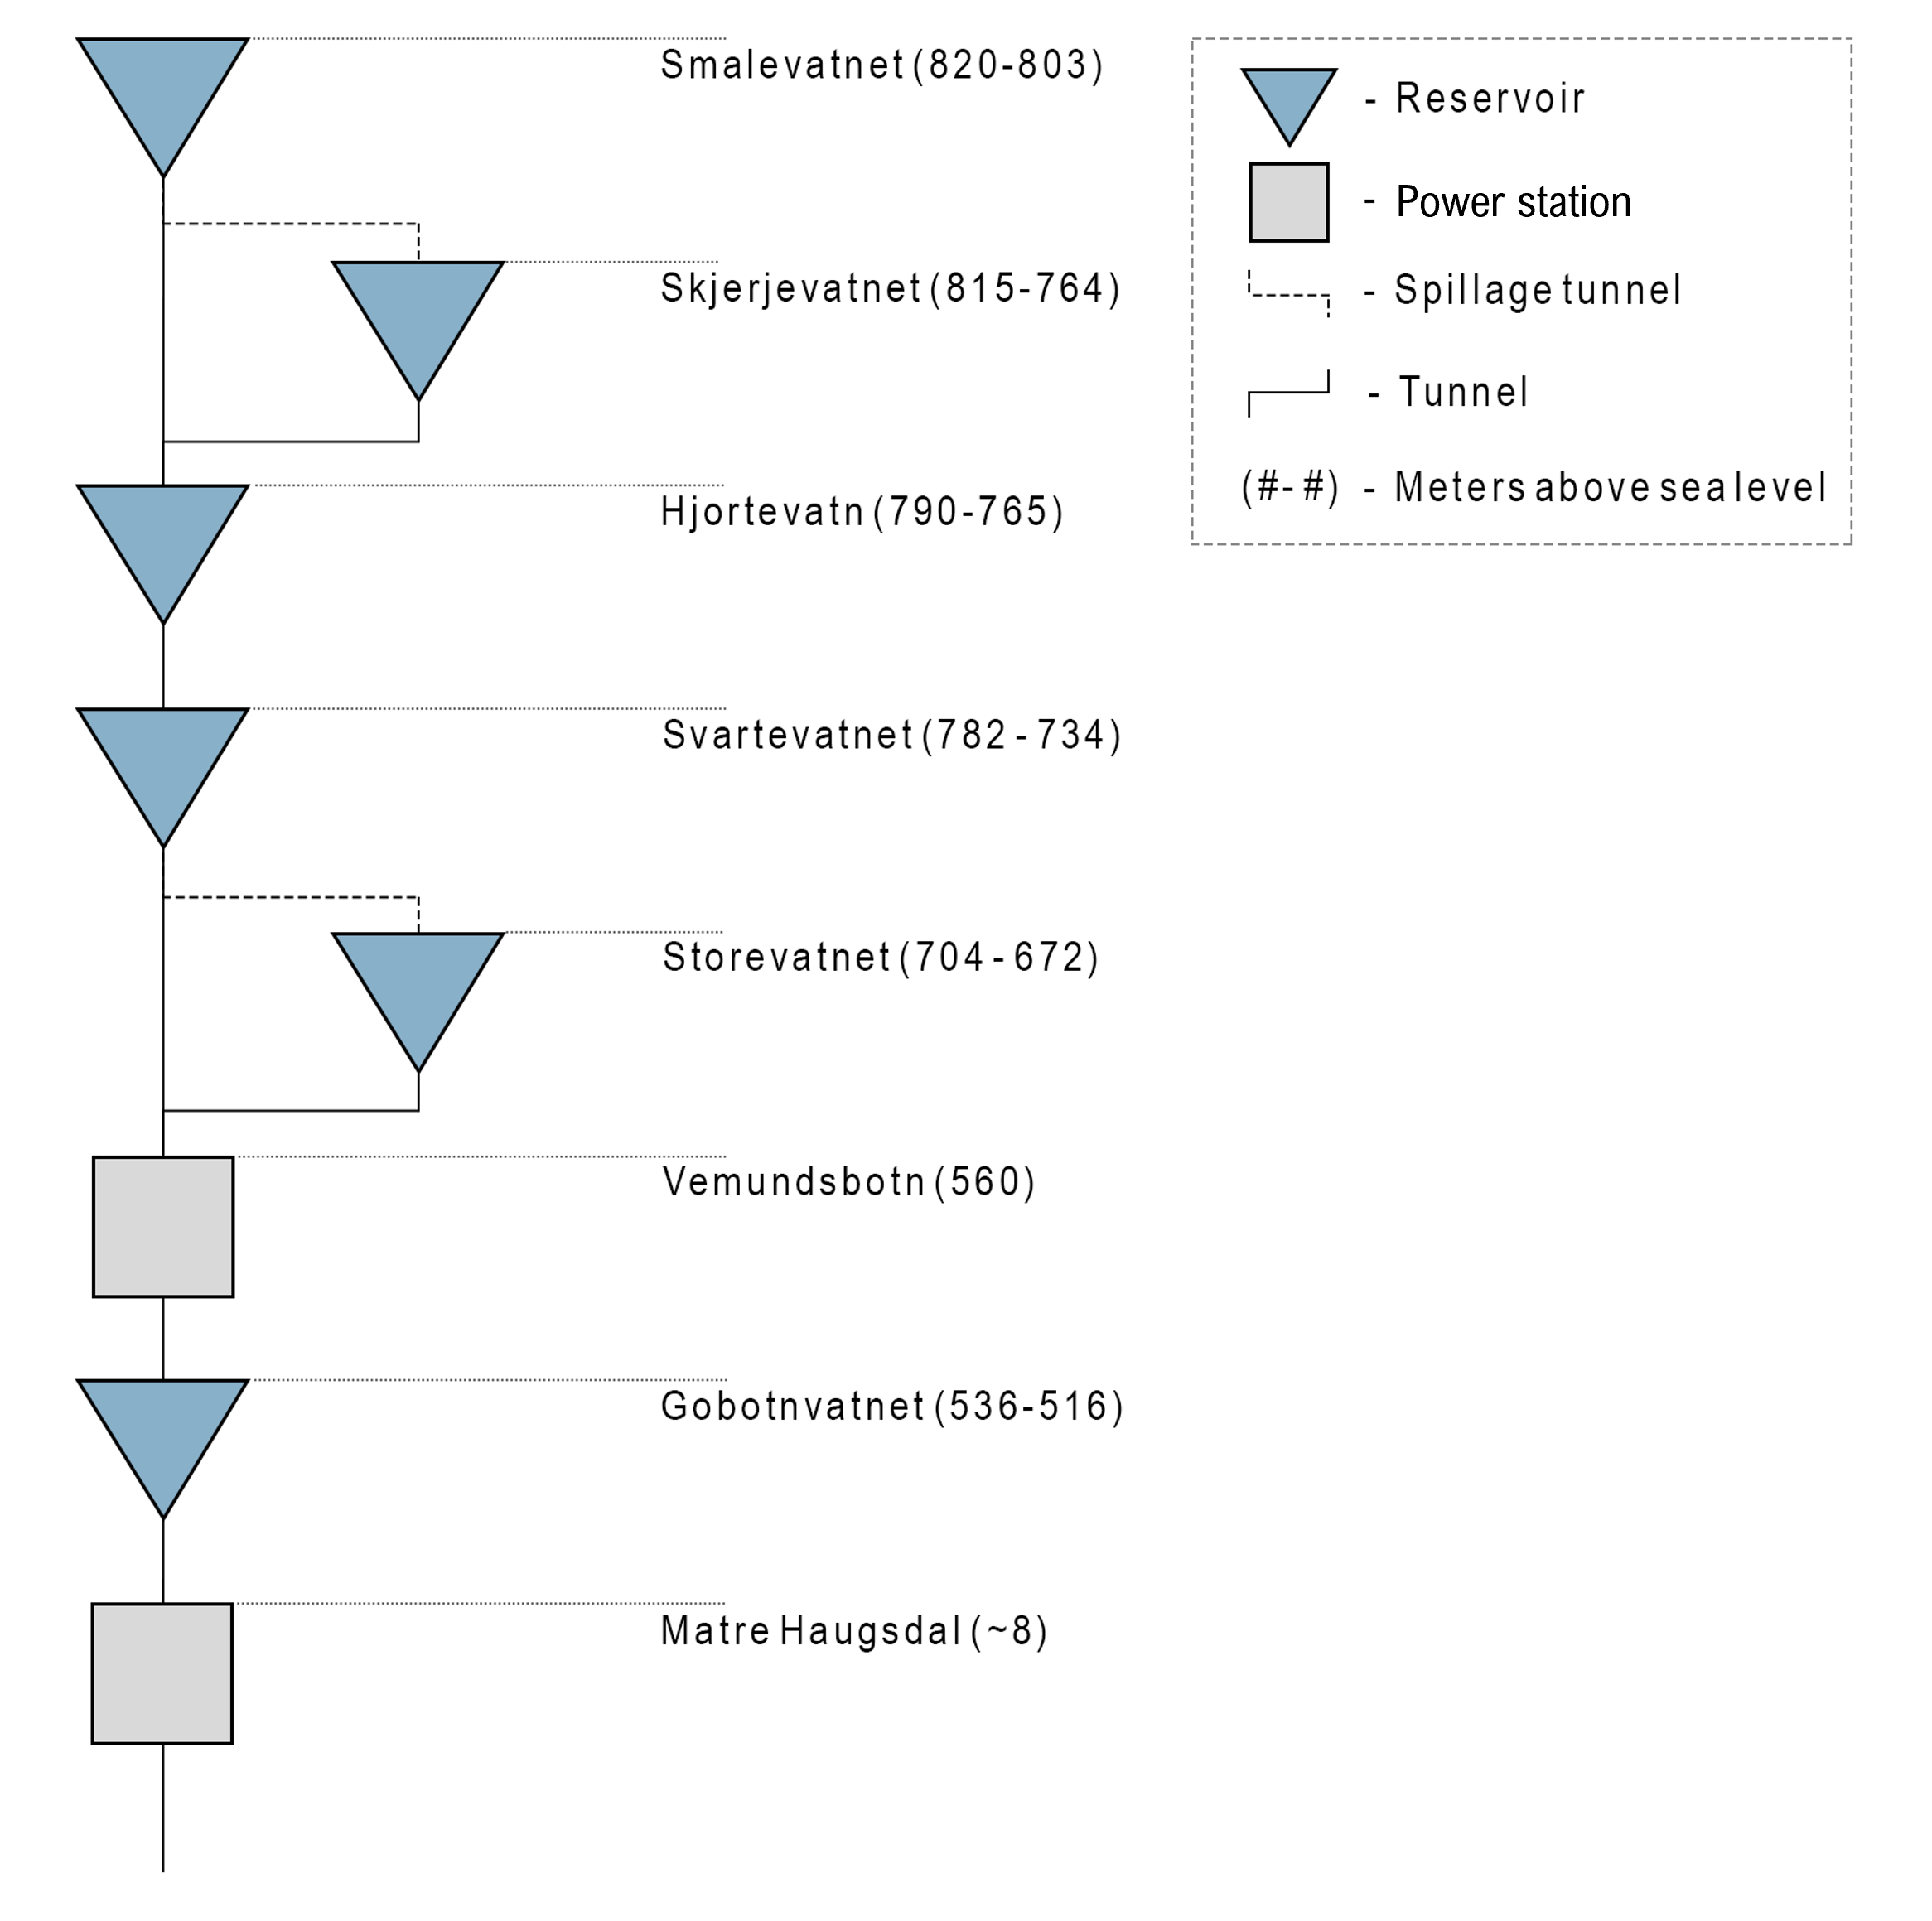 Smalevatnet (820-803)
Skjerjevatnet (815-764)
Hjortevatn (790-765)
Svartevatnet (782 - 734)
Storevatnet (704 - 672)
Vemundsbotn (560)
Gobotnvatnet (536-516)
Matre Haugsdal (~8)
- Reservoir
- Power station
- Spillage tunnel
- Tunnel
(#- #) - Meters above sea level